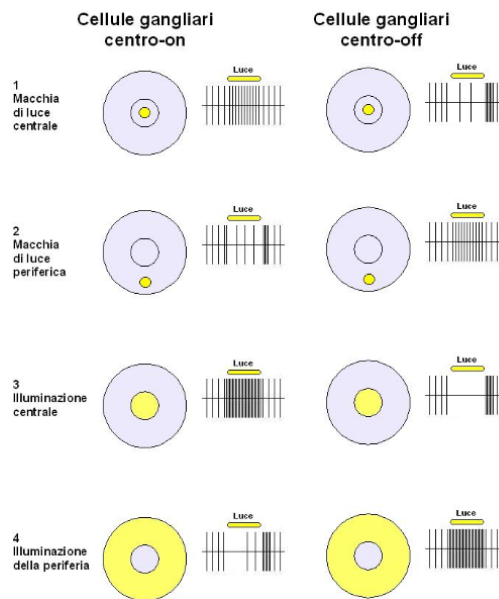 Cellule gangliari
centro-on
Cellule gangliari
centro-off
1
Macchia
di luce
centrale
Luce
Luce
2
Macchia
di luce
periferica
Luce
Luce
3
Illuminazione
centrale
Luce
Luce
4
Illuminazione
della periferia
Luce
Luce